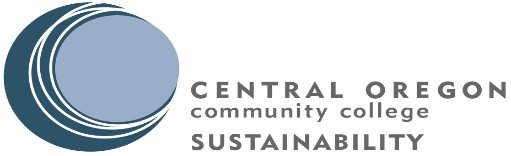 CENTRAL OREGON
community college
SUSTAINABILITY